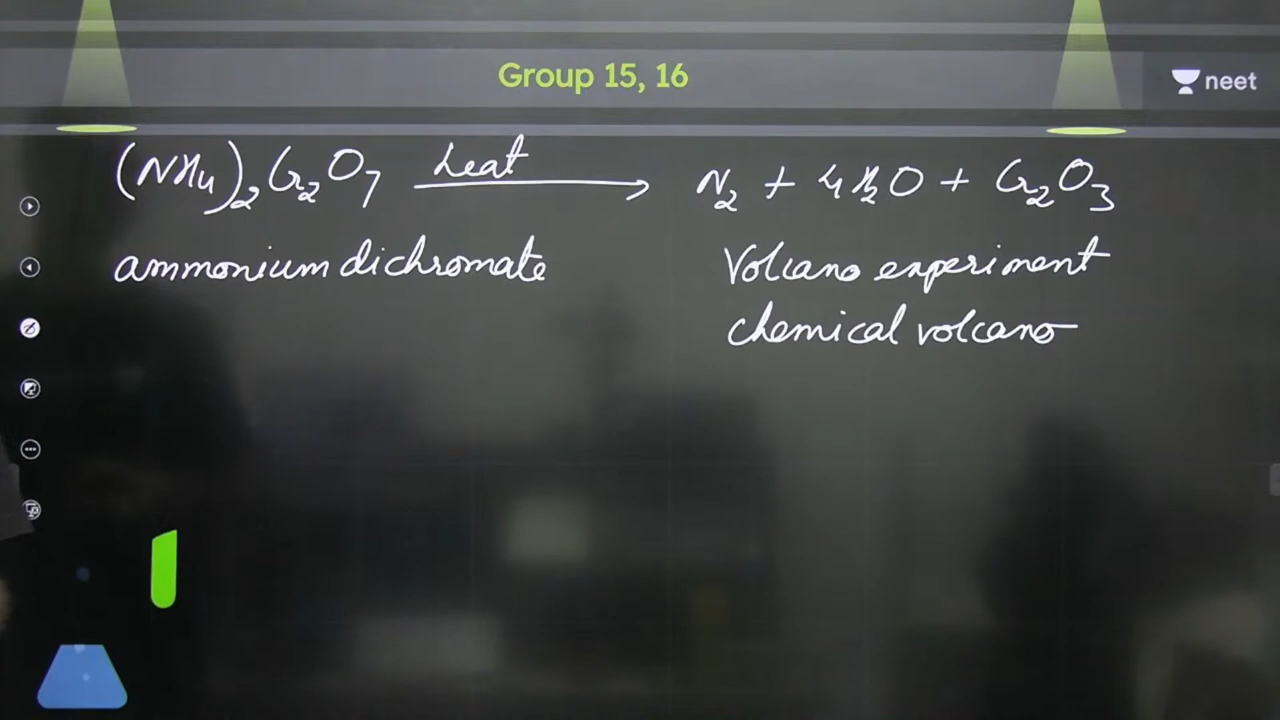 Group 15, 16
neet
(NH₄)₂Cr₂O₇ heat → N₂ + 4H₂O + Cr₂O₃
ammonium dichromate Volcano experiment
chemical volcano